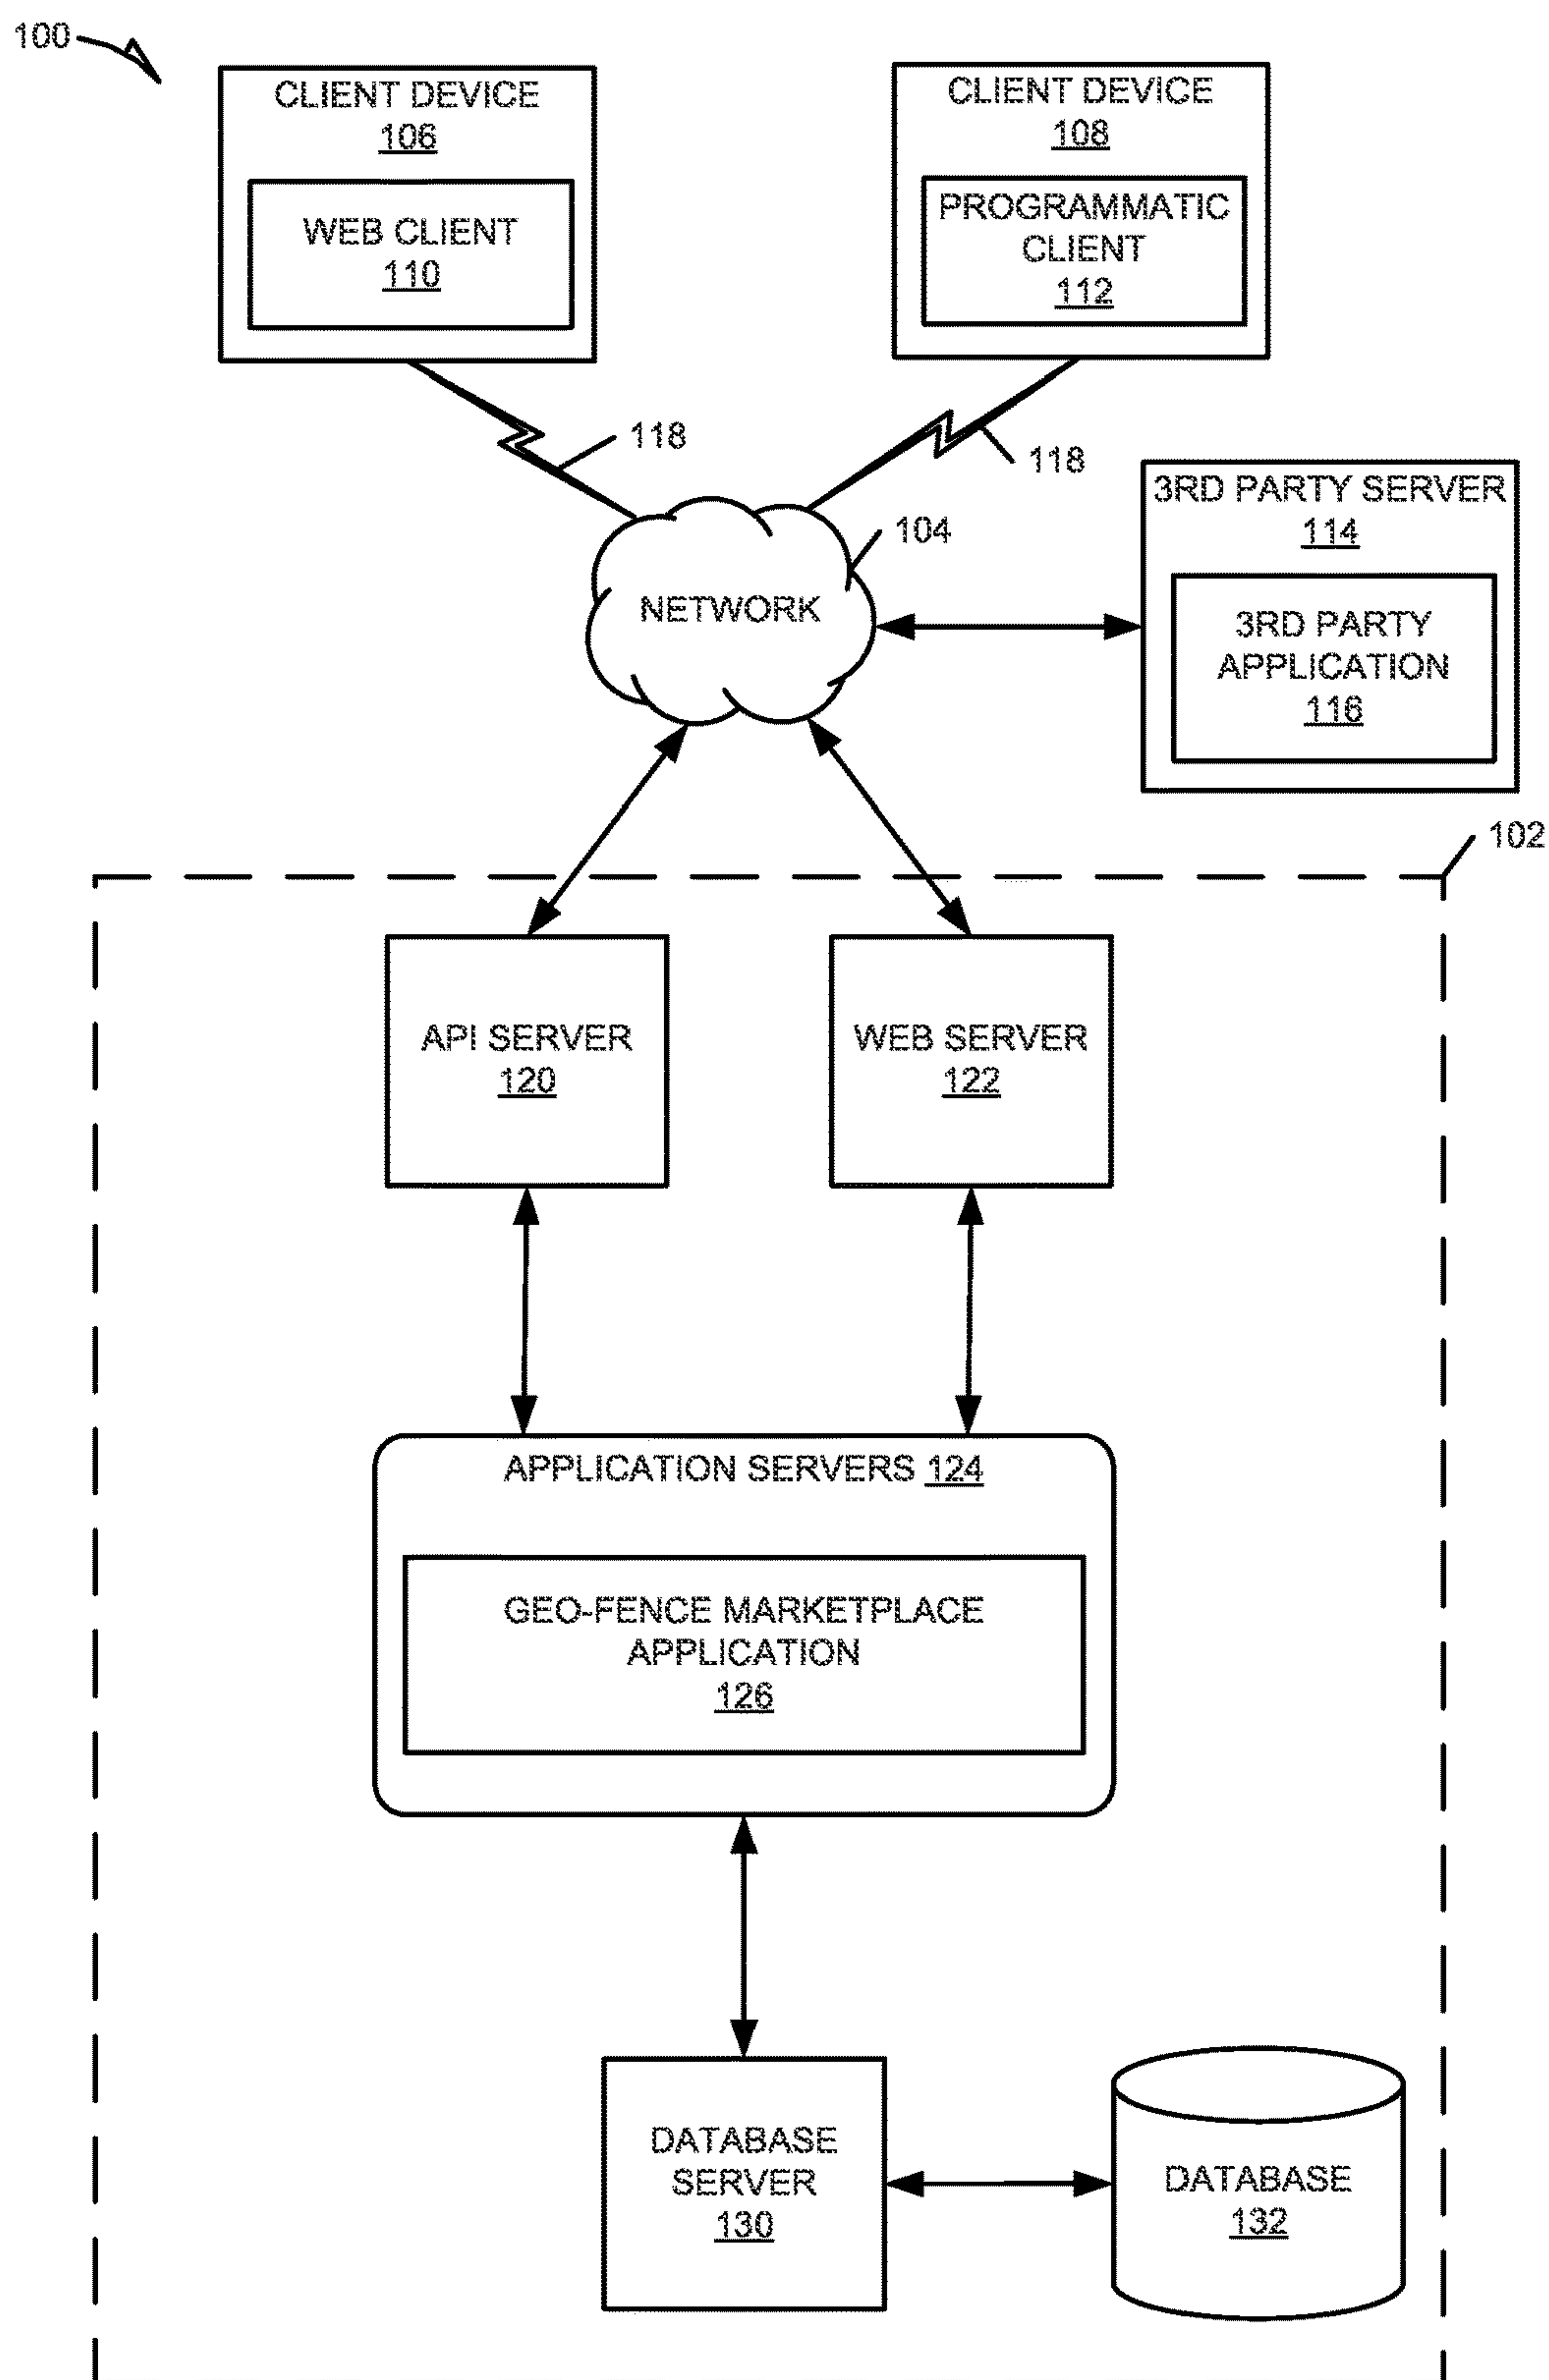 100
CLIENT DEVICE
106
WEB CLIENT
110
CLIENT DEVICE
108
PROGRAMMATIC
CLIENT
112
118
118
104
NETWORK
3RD PARTY SERVER
114
3RD PARTY
APPLICATION
116
102
API SERVER
120
WEB SERVER
122
APPLICATION SERVERS 124
GEO-FENCE MARKETPLACE
APPLICATION
126
DATABASE
SERVER
130
DATABASE
132